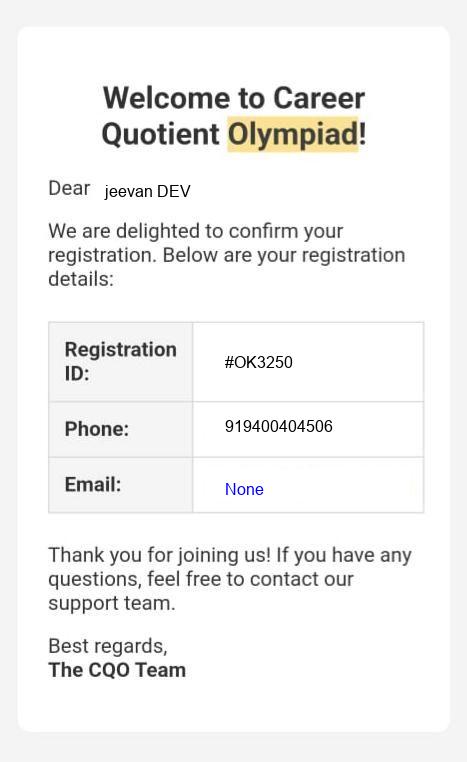 Welcome to Career
Quotient Olympiad!
Dear jeevan DEV
We are delighted to confirm your
registration. Below are your registration
details:
Registration
ID:
#OK3250
Phone:
919400404506
Email:
None
Thank you for joining us! If you have any
questions, feel free to contact our
support team.
Best regards,
The CQO Team